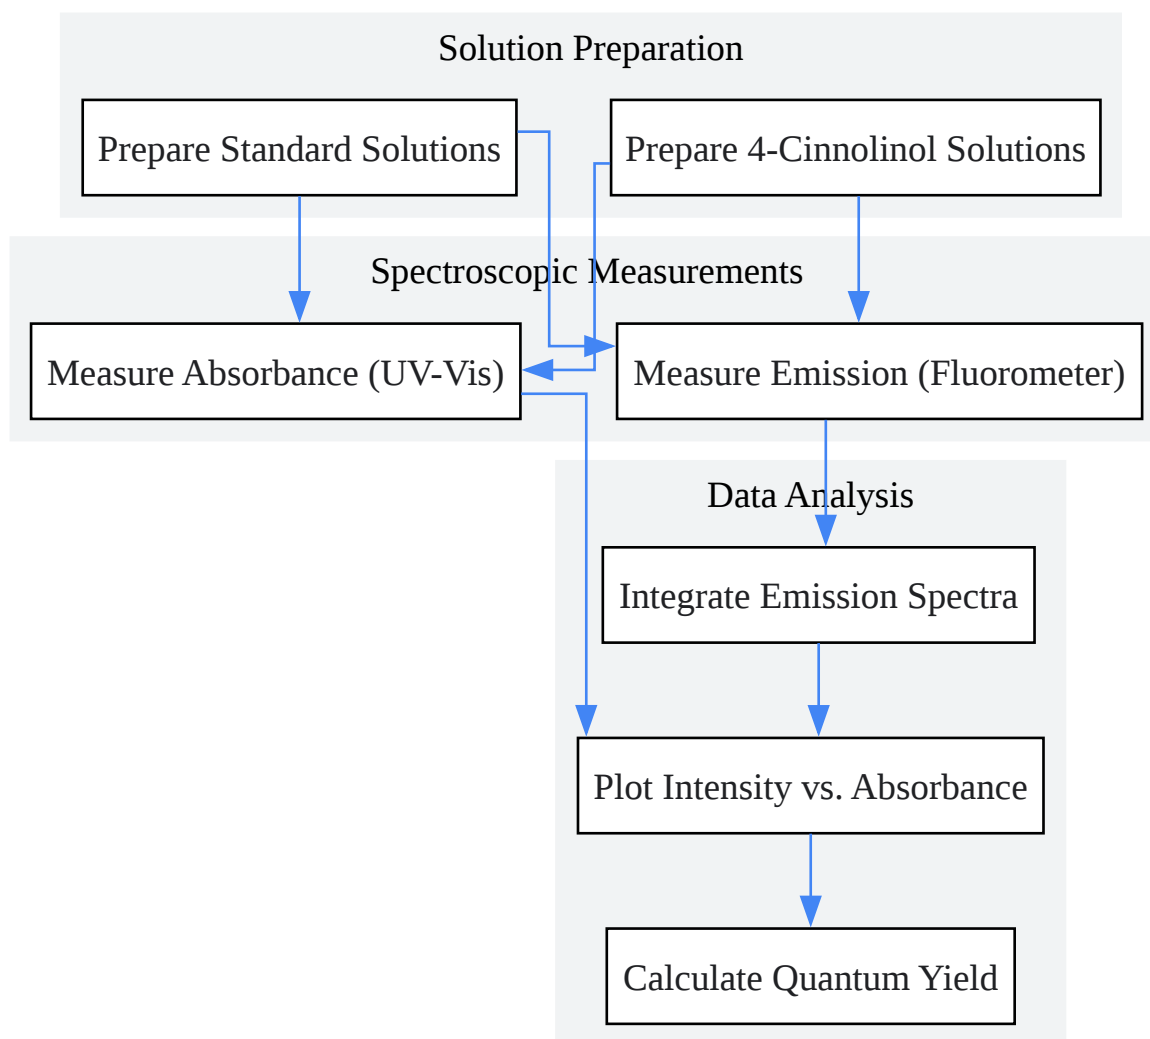 Solution Preparation
Prepare Standard Solutions
Prepare 4-Cinnolinol Solutions
Spectroscopic Measurements
Measure Absorbance (UV-Vis)
Measure Emission (Fluorometer)
Data Analysis
Integrate Emission Spectra
Plot Intensity vs. Absorbance
Calculate Quantum Yield